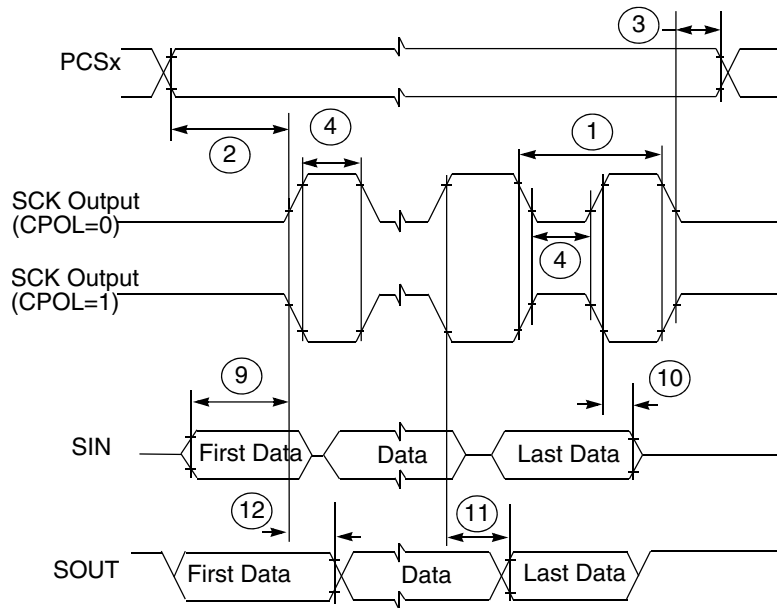 3
PCSx
2
4
1
SCK Output
(CPOL=0)
4
SCK Output
(CPOL=1)
9
10
SIN
First Data
Data
Last Data
12
11
SOUT
First Data
Data
Last Data